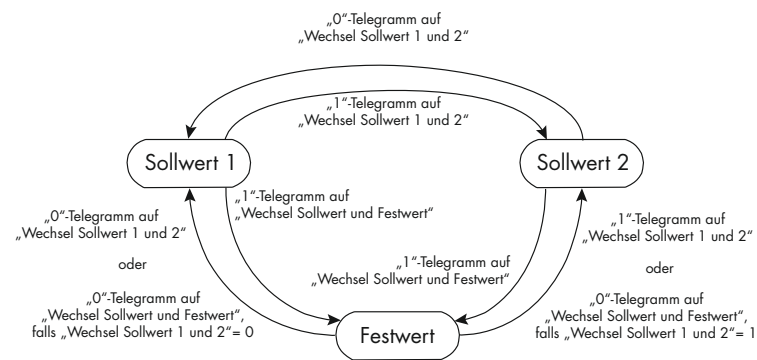 „0“-Telegramm auf
„Wechsel Sollwert 1 und 2“
„1“-Telegramm auf
„Wechsel Sollwert 1 und 2“
Sollwert 1
Sollwert 2
„1“-Telegramm auf
„Wechsel Sollwert und Festwert“
„0“-Telegramm auf
„Wechsel Sollwert 1 und 2“
oder
„0“-Telegramm auf
„Wechsel Sollwert und Festwert“,
falls „Wechsel Sollwert 1 und 2“= 0
„1“-Telegramm auf
„Wechsel Sollwert und Festwert“
„1“-Telegramm auf
„Wechsel Sollwert 1 und 2“
oder
„0“-Telegramm auf
„Wechsel Sollwert und Festwert“,
falls „Wechsel Sollwert 1 und 2“= 1
Festwert